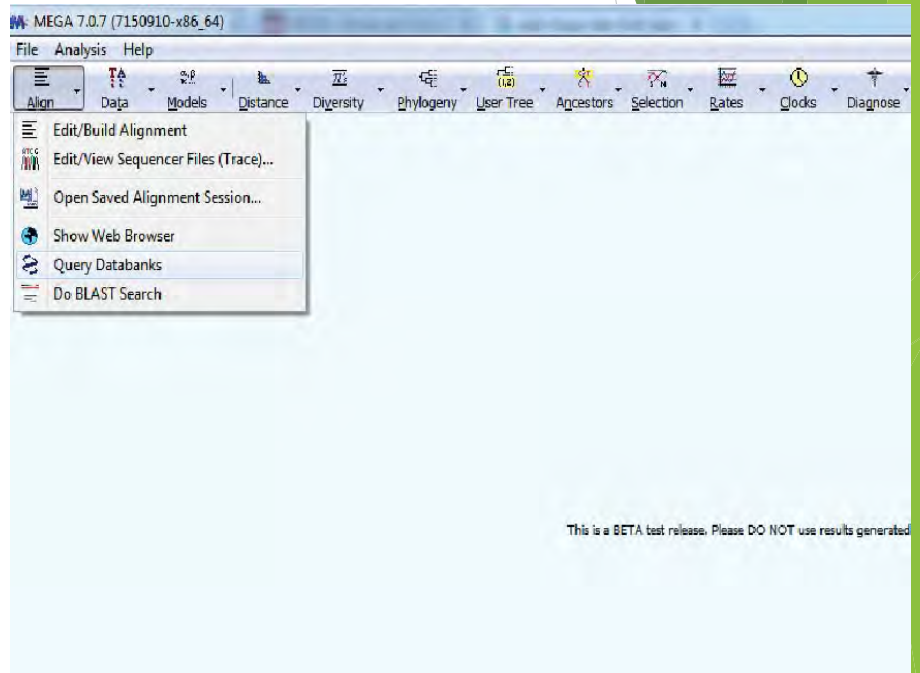 MEGA 7.0.7 (7150910-x86_64)
File Analysis Help
Align Data Models Distance Diversity Phylogeny User Tree Ancestors Selection Rates Clocks Diagnose
Edit/Build Alignment
Edit/View Sequencer Files (Trace)...
Open Saved Alignment Session...
Show Web Browser
Query Databanks
Do BLAST Search
This is a BETA test release. Please DO NOT use results generated